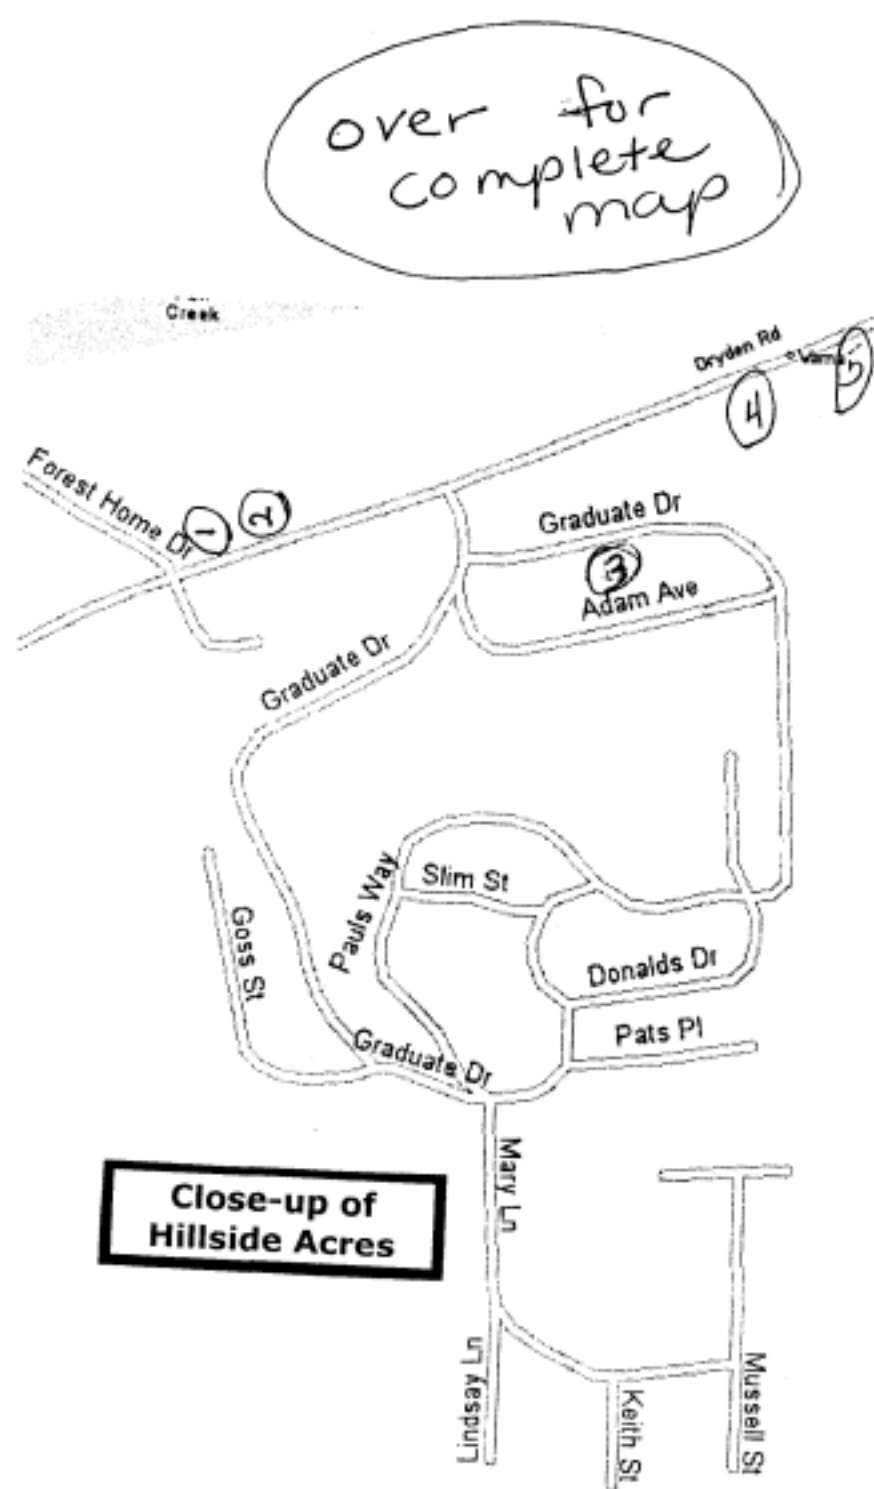 over for
complete
map
Creek
Dryden Rd
5
4
Forest Home Dr
1
2
Graduate Dr
3
Adam Ave
Graduate Dr
Pauls Way
Slim St
Goss St
Donalds Dr
Pats Pl
Graduate Dr
Mary Ln
Close-up of
Hillside Acres
Lindsay Ln
Keith St
Mussell St